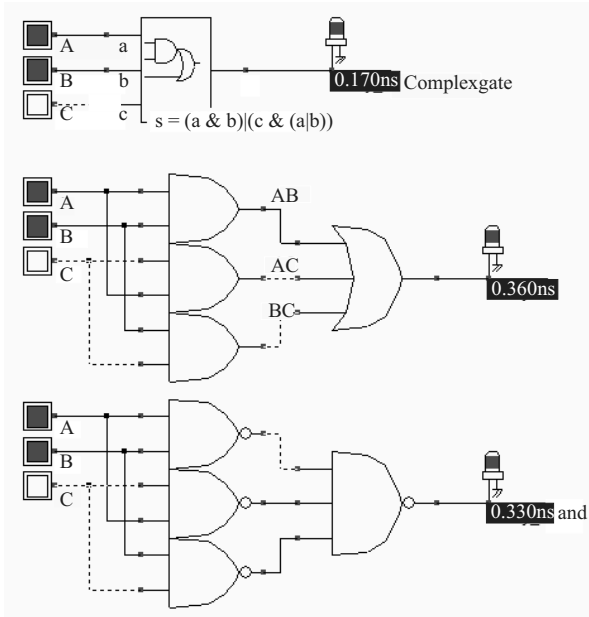 A a
0.170ns Complexgate
B b
C c
s = (a & b)|(c & (a|b))
A AB
B
C AC
0.360ns
BC
A
B
C
0.330ns and